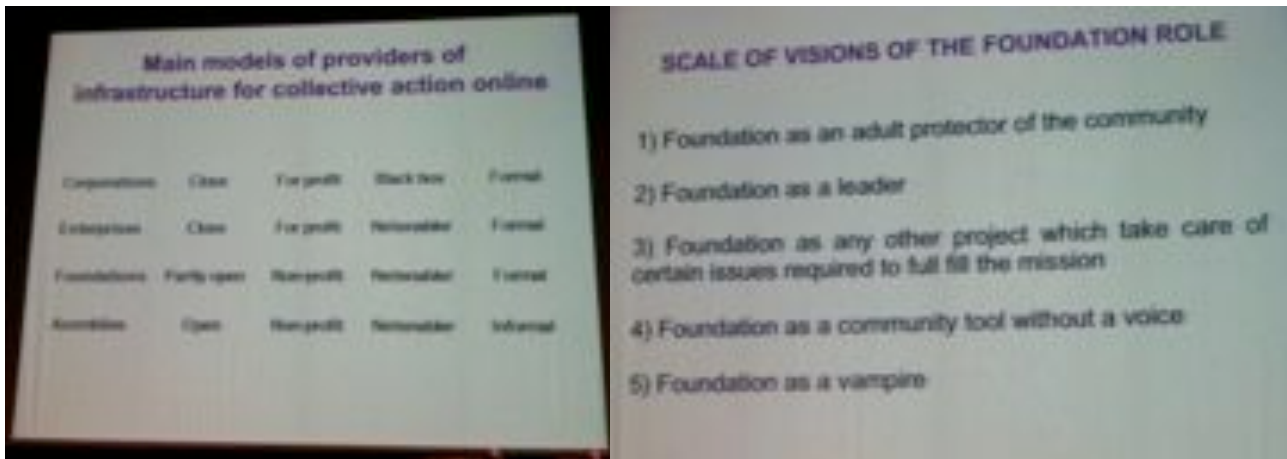 Main models of providers of
infrastructure for collective action online
Corporations Close For profit Black box Formal
Enterprises Close For profit Formal
Foundations Partly open Non-profit Formal
Assemblies Open Non-profit Informal
SCALE OF VISIONS OF THE FOUNDATION ROLE
1) Foundation as an adult protector of the community
2) Foundation as a leader
3) Foundation as any other project which take care of
certain issues required to full fill the mission
4) Foundation as a community tool without a voice
5) Foundation as a vampire